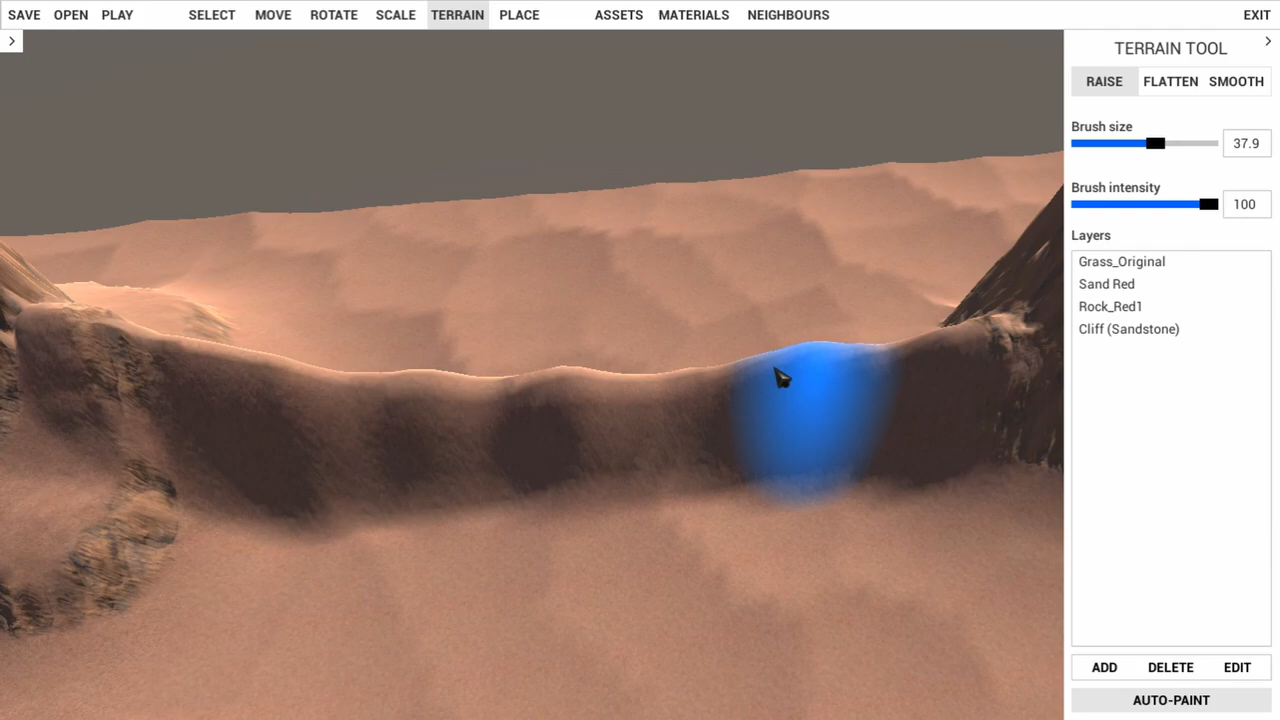 SAVE OPEN PLAY SELECT MOVE ROTATE SCALE TERRAIN PLACE ASSETS MATERIALS NEIGHBOURS EXIT
TERRAIN TOOL
RAISE FLATTEN SMOOTH
Brush size
37.9
Brush intensity
100
Layers
Grass_Original
Sand Red
Rock_Red1
Cliff (Sandstone)
ADD DELETE EDIT
AUTO-PAINT